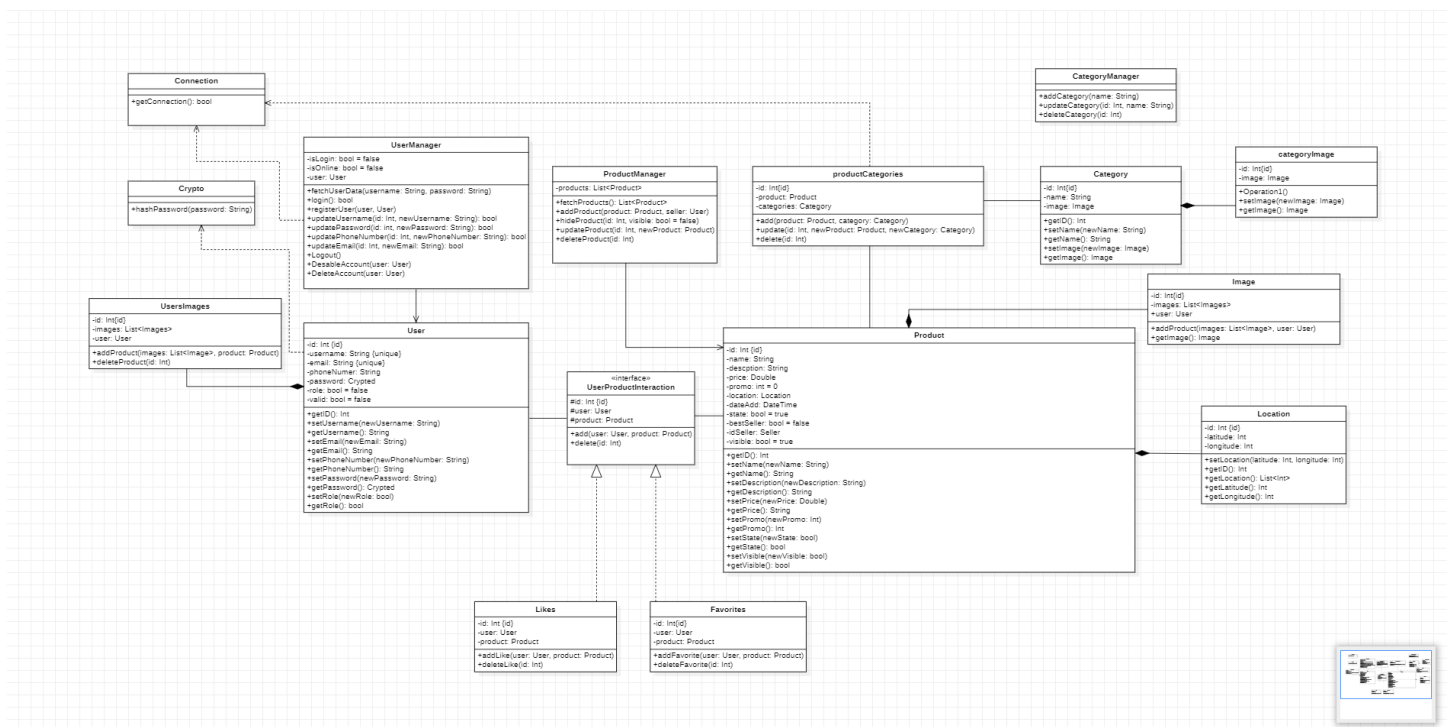 Connection
+getConnection(): bool
CategoryManager
+addCategory(name: String)
+updateCategory(id: Int, name: String)
+deleteCategory(id: Int)
UserManager
-isLogin: bool = false
-isOnline: bool = false
-user: User
+fetchUserData(username: String, password: String)
+login(): bool
+registerUser(user, User)
+updateUsername(id: Int, newUsername: String): bool
+updatePassword(id: Int, newPassword: String): bool
+updatePhoneNumber(id: Int, newPhoneNumber: String): bool
+updateEmail(id: Int, newEmail: String): bool
+Logout()
+DesableAccount(user: User)
+DeleteAccount(user: User)
Crypto
+hashPassword(password: String)
ProductManager
-products: List<Product>
+fetchProducts(): List<Product>
+addProduct(product: Product, seller: User)
+hideProduct(id: Int, visible: bool = false)
+updateProduct(id: Int, newProduct: Product)
+deleteProduct(id: Int)
productCategories
-id: Int{id}
-product: Product
-categories: Category
+add(product: Product, category: Category)
+update(id: Int, newProduct: Product, newCategory: Category)
+delete(id: Int)
Category
-id: Int{id}
-name: String
-image: Image
+getID(): Int
+setName(newName: String)
+getName(): String
+setImage(newImage: Image)
+getImage(): Image
categoryImage
-id: Int{id}
-image: Image
+Operation1()
+setImage(newImage: Image)
+getImage(): Image
Image
-id: Int{id}
-images: List<Images>
+user: User
+addProduct(images: List<Image>, user: User)
+getImage(): Image
UsersImages
-id: Int{id}
-images: List<Images>
-user: User
+addProduct(images: List<Image>, product: Product)
+deleteProduct(id: Int)
User
-id: Int {id}
-username: String {unique}
-email: String {unique}
-phoneNumer: String
-password: Crypted
-role: bool = false
-valid: bool = false
+getID(): Int
+setUsername(newUsername: String)
+getUsername(): String
+setEmail(newEmail: String)
+getEmail(): String
+setPhoneNumber(newPhoneNumber: String)
+getPhoneNumber(): String
+setPassword(newPassword: String)
+getPassword(): Crypted
+setRole(newRole: bool)
+getRole(): bool
«interface»
UserProductInteraction
#id: Int {id}
#user: User
#product: Product
+add(user: User, product: Product)
+delete(id: Int)
Product
-id: Int {id}
-name: String
-descption: String
-price: Double
-promo: int = 0
-location: Location
-dateAdd: DateTime
-state: bool = true
-bestSeller: bool = false
-idSeller: Seller
-visible: bool = true
+getID(): Int
+setName(newName: String)
+getName(): String
+setDescription(newDescription: String)
+getDescription(): String
+setPrice(newPrice: Double)
+getPrice(): String
+setPromo(newPromo: Int)
+getPromo(): Int
+setState(newState: bool)
+getState(): bool
+setVisible(newVisible: bool)
+getVisible(): bool
Location
-id: Int {id}
-latitude: Int
-longitude: Int
+setLocation(latitude: Int, longitude: Int)
+getID(): Int
+getLocation(): List<Int>
+getLatitude(): Int
+getLongitude(): Int
Likes
-id: Int {id}
-user: User
-product: Product
+addLike(user: User, product: Product)
+deleteLike(id: Int)
Favorites
-id: Int {id}
-user: User
-product: Product
+addFavorite(user: User, product: Product)
+deleteFavorite(id: Int)